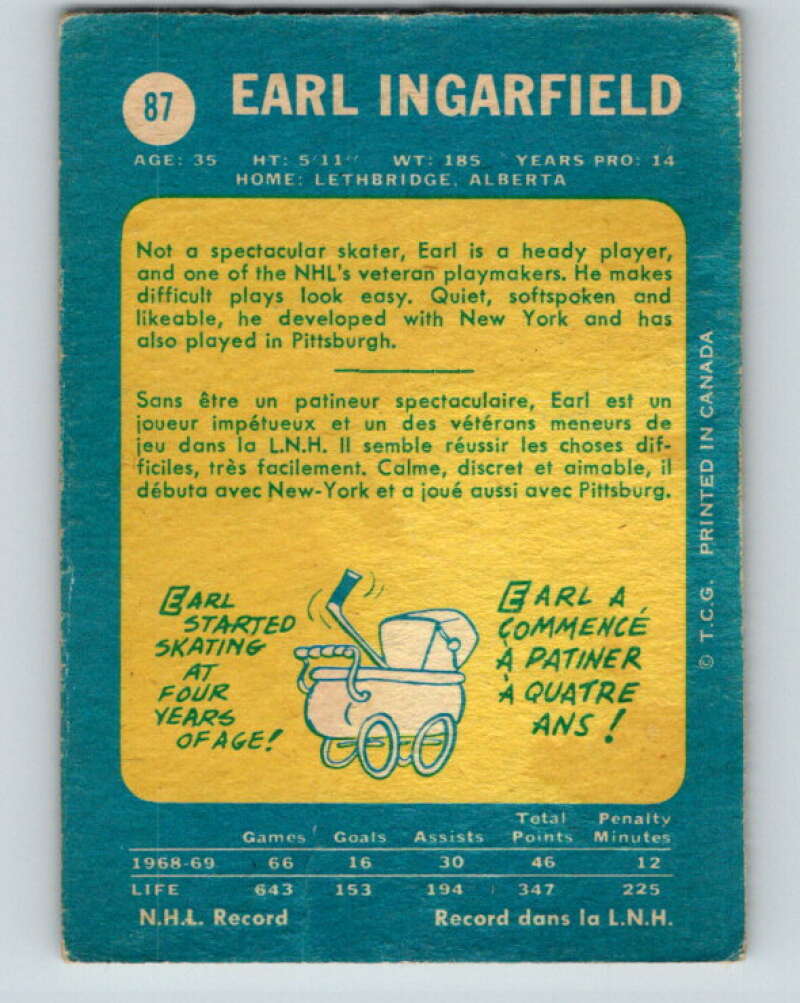 87 EARL INGARFIELD
AGE: 35 HT: 5'11" WT: 185 YEARS PRO: 14
HOME: LETHBRIDGE, ALBERTA
Not a spectacular skater, Earl is a heady player,
and one of the NHL's veteran playmakers. He makes
difficult plays look easy. Quiet, softspoken and
likeable, he developed with New York and has
also played in Pittsburgh.
Sans être un patineur spectaculaire, Earl est un
joueur impétueux et un des vétérans meneurs de
jeu dans la L.N.H. Il semble réussir les choses dif-
ficiles, très facilement. Calme, discret et aimable, il
débuta avec New-York et a joué aussi avec Pittsburg.
EARL
STARTED
SKATING
AT
FOUR
YEARS
OF AGE!
EARL A
COMMENCÉ
À PATINER
À QUATRE
ANS!
© T.C.G. PRINTED IN CANADA
Games Goals Assists Total Points Penalty Minutes
1968-69 66 16 30 46 12
LIFE 643 153 194 347 225
N.H.L. Record Record dans la L.N.H.